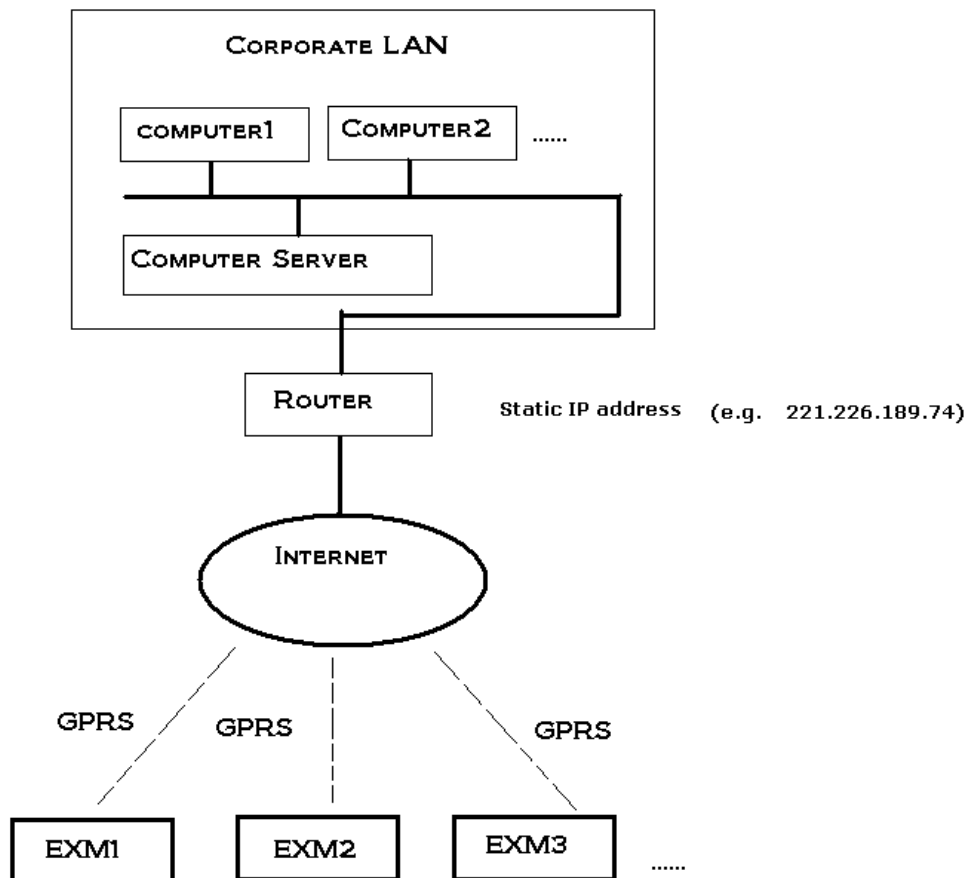 Corporate LAN
computer1
Computer2
......
Computer Server
Router
Static IP address (e.g. 221.226.189.74)
Internet
GPRS
GPRS
GPRS
EXM1
EXM2
EXM3
......